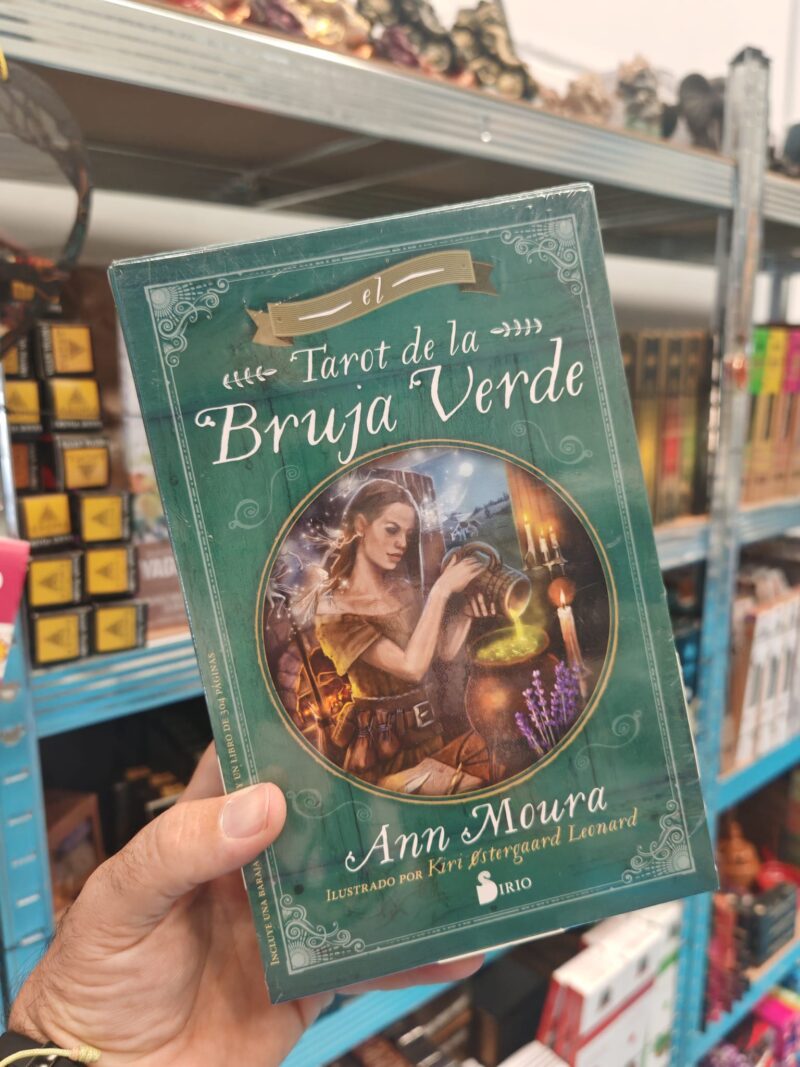 el
Tarot de la
Bruja Verde
Ann Moura
Ilustrado por Kiri Østergaard Leonard
SIRIO
Incluye una baraja
y un libro de 304 páginas
YAD